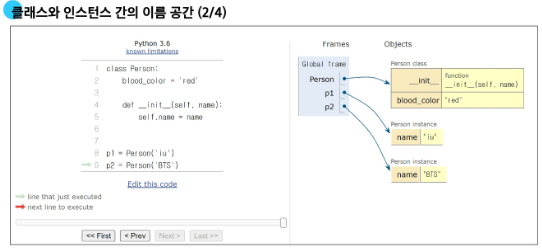 클래스와 인스턴스 간의 이름 공간 (2/4)
Python 3.6
known limitations
1 class Person:
2 blood_color = 'red'
3
4 def __init__(self, name):
5 self.name = name
6
7
8 p1 = Person('iu')
9 p2 = Person('BTS')
Edit this code
line that just executed
next line to execute
<< First < Prev Next > Last >>
Frames Objects
Global frame
Person
p1
p2
Person class
__init__ function
__init__(self, name)
blood_color "red"
Person instance
name "iu"
Person instance
name "BTS"